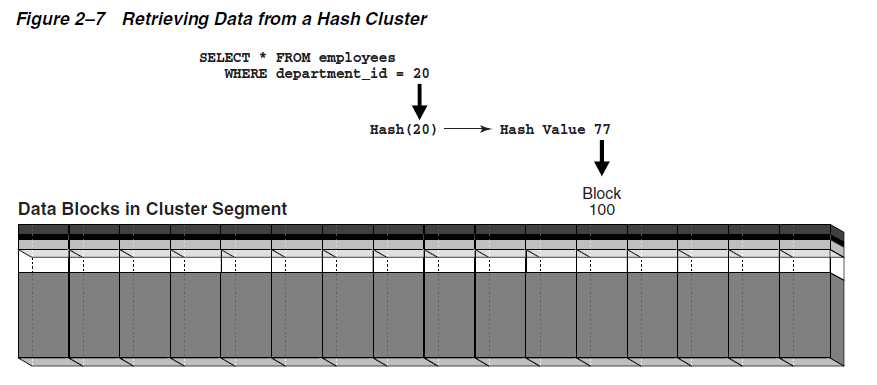 Figure 2–7 Retrieving Data from a Hash Cluster
SELECT * FROM employees
WHERE department_id = 20
Hash(20)
Hash Value 77
Block
100
Data Blocks in Cluster Segment